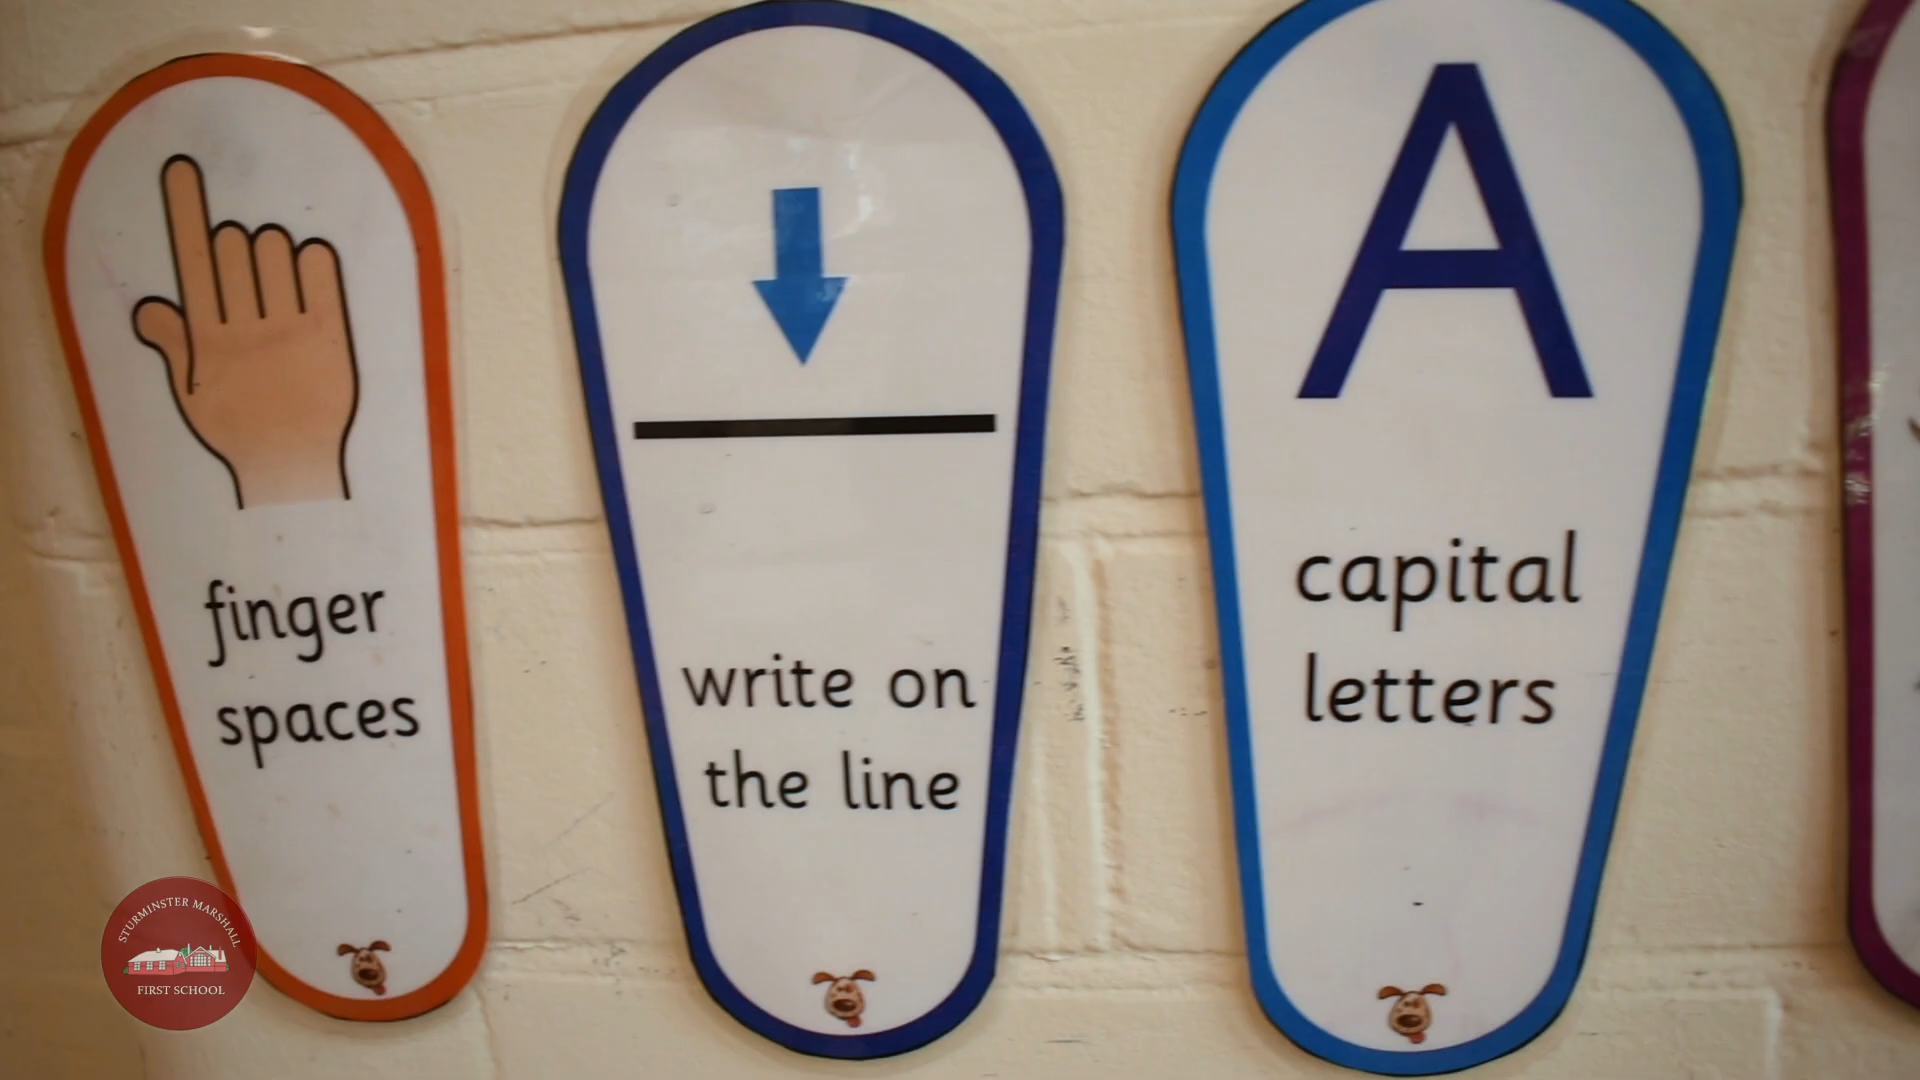 finger
spaces
write on
the line
A
capital
letters
STURMINSTER MARSHALL
FIRST SCHOOL